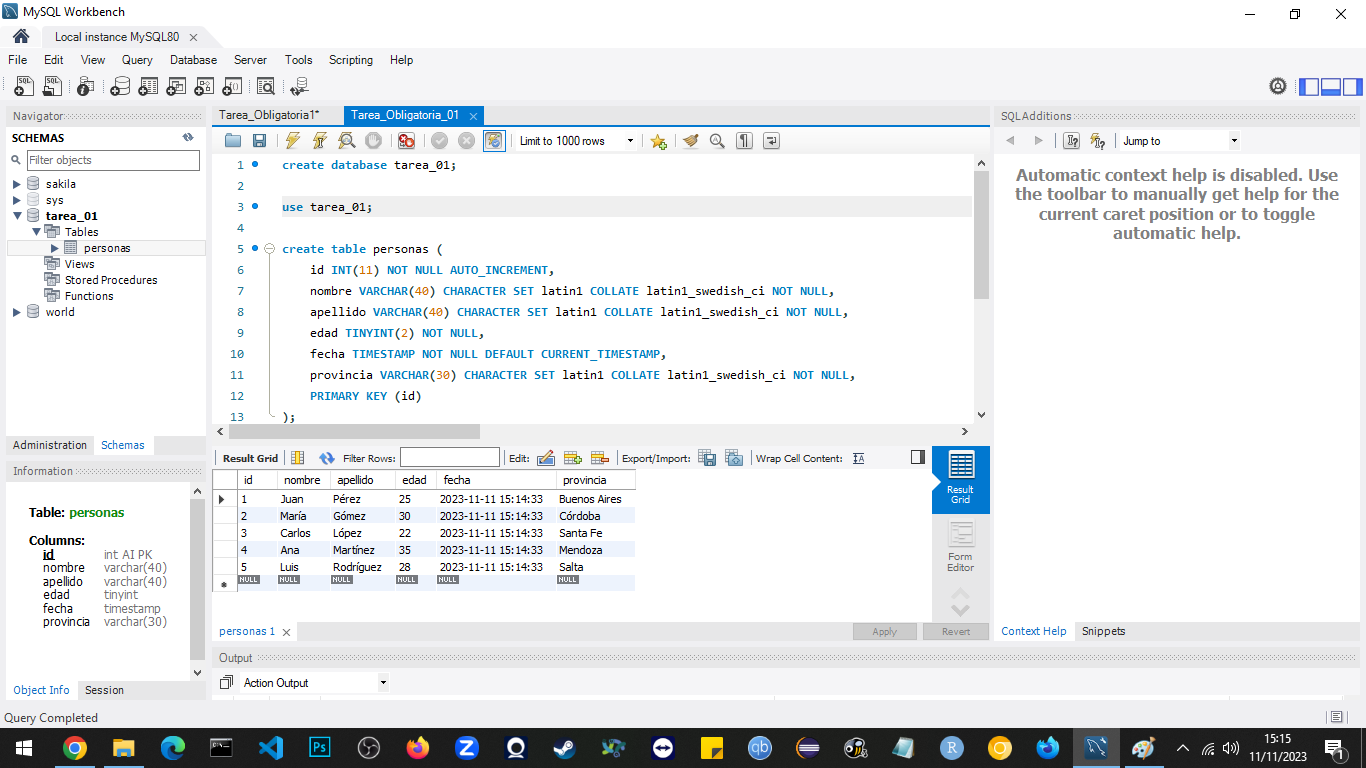 MySQL Workbench
Local instance MySQL80
File Edit View Query Database Server Tools Scripting Help
Navigator
SCHEMAS
Filter objects
sakila
sys
tarea_01
Tables
personas
Views
Stored Procedures
Functions
world
Administration Schemas
Information
Table: personas
Columns:
id int AI PK
nombre varchar(40)
apellido varchar(40)
edad tinyint
fecha timestamp
provincia varchar(30)
Object Info Session
Tarea_Obligatoria1* Tarea_Obligatoria_01
Limit to 1000 rows
1 create database tarea_01;
2
3 use tarea_01;
4
5 create table personas (
6 id INT(11) NOT NULL AUTO_INCREMENT,
7 nombre VARCHAR(40) CHARACTER SET latin1 COLLATE latin1_swedish_ci NOT NULL,
8 apellido VARCHAR(40) CHARACTER SET latin1 COLLATE latin1_swedish_ci NOT NULL,
9 edad TINYINT(2) NOT NULL,
10 fecha TIMESTAMP NOT NULL DEFAULT CURRENT_TIMESTAMP,
11 provincia VARCHAR(30) CHARACTER SET latin1 COLLATE latin1_swedish_ci NOT NULL,
12 PRIMARY KEY (id)
13 );
Result Grid Filter Rows: Edit: Export/Import: Wrap Cell Content:
id nombre apellido edad fecha provincia
1 Juan Pérez 25 2023-11-11 15:14:33 Buenos Aires
2 María Gómez 30 2023-11-11 15:14:33 Córdoba
3 Carlos López 22 2023-11-11 15:14:33 Santa Fe
4 Ana Martínez 35 2023-11-11 15:14:33 Mendoza
5 Luis Rodríguez 28 2023-11-11 15:14:33 Salta
NULL NULL NULL NULL NULL NULL
Result
Grid
Form
Editor
personas 1
Apply Revert
Output
Action Output
SQLAdditions
Jump to
Automatic context help is disabled. Use
the toolbar to manually get help for the
current caret position or to toggle
automatic help.
Context Help Snippets
Query Completed
15:15
11/11/2023
1